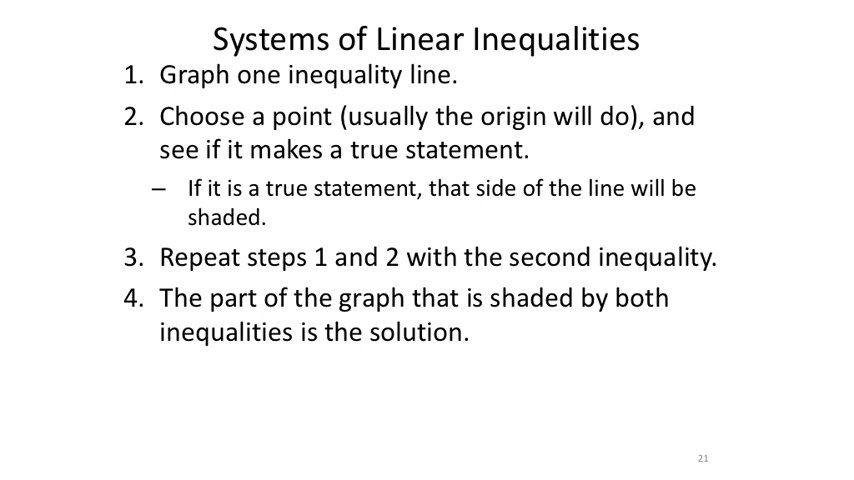 Systems of Linear Inequalities
1. Graph one inequality line.
2. Choose a point (usually the origin will do), and
see if it makes a true statement.
– If it is a true statement, that side of the line will be
shaded.
3. Repeat steps 1 and 2 with the second inequality.
4. The part of the graph that is shaded by both
inequalities is the solution.
21